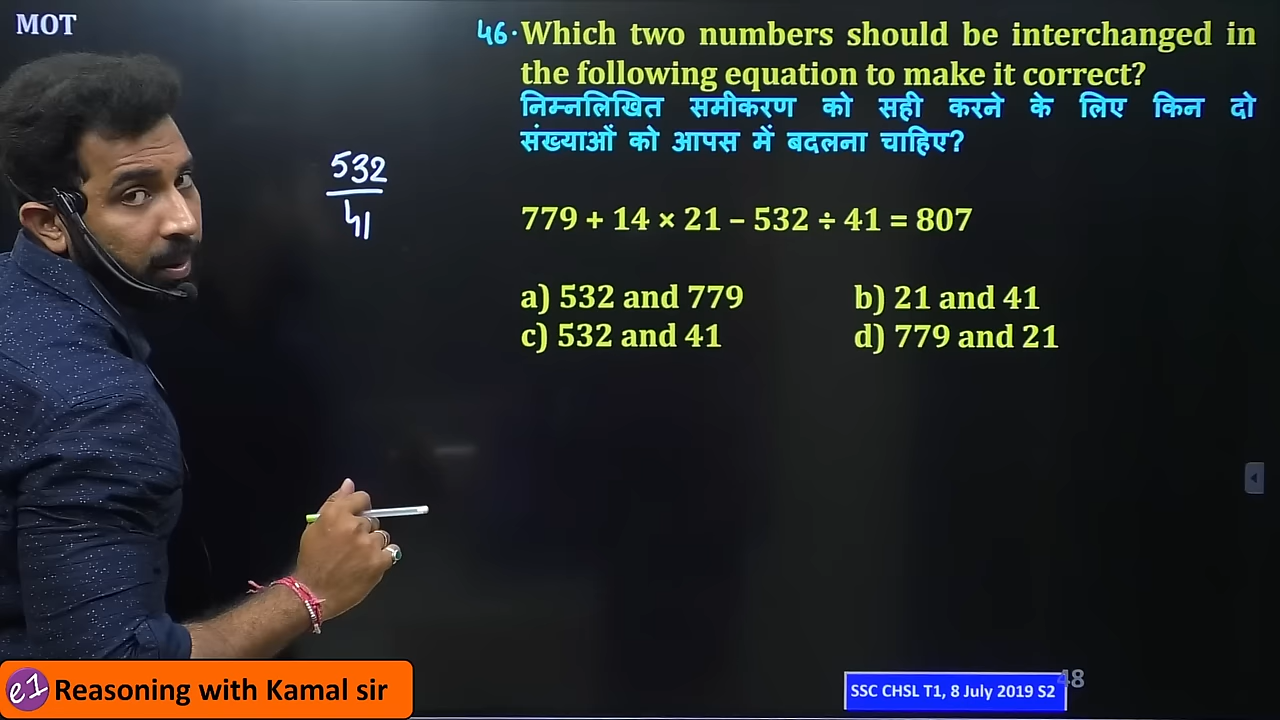 MOT
46. Which two numbers should be interchanged in
the following equation to make it correct?
निम्नलिखित समीकरण को सही करने के लिए किन दो
संख्याओं को आपस में बदलना चाहिए?
532
41
779 + 14 × 21 – 532 ÷ 41 = 807
a) 532 and 779 b) 21 and 41
c) 532 and 41 d) 779 and 21
e1 Reasoning with Kamal sir
SSC CHSL T1, 8 July 2019 S2
48